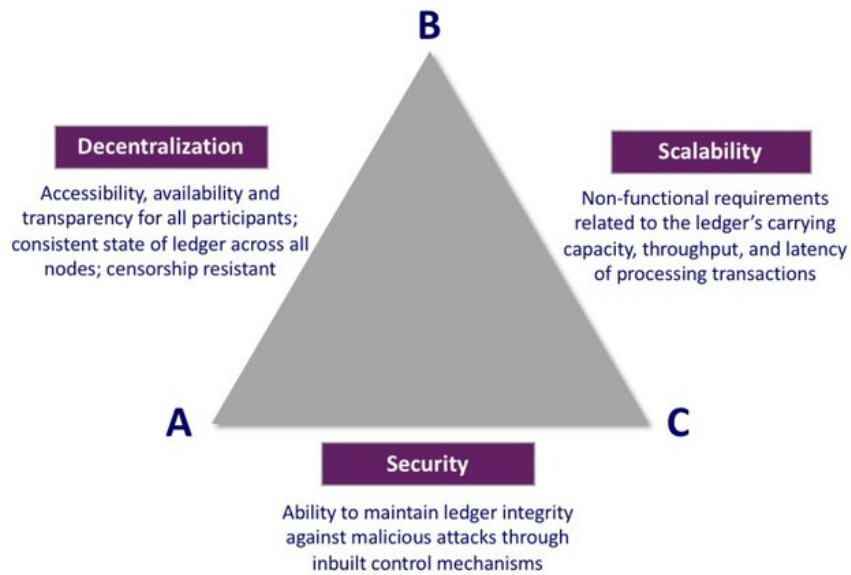 B
Decentralization
Accessibility, availability and
transparency for all participants;
consistent state of ledger across all
nodes; censorship resistant
Scalability
Non-functional requirements
related to the ledger's carrying
capacity, throughput, and latency
of processing transactions
A
C
Security
Ability to maintain ledger integrity
against malicious attacks through
inbuilt control mechanisms